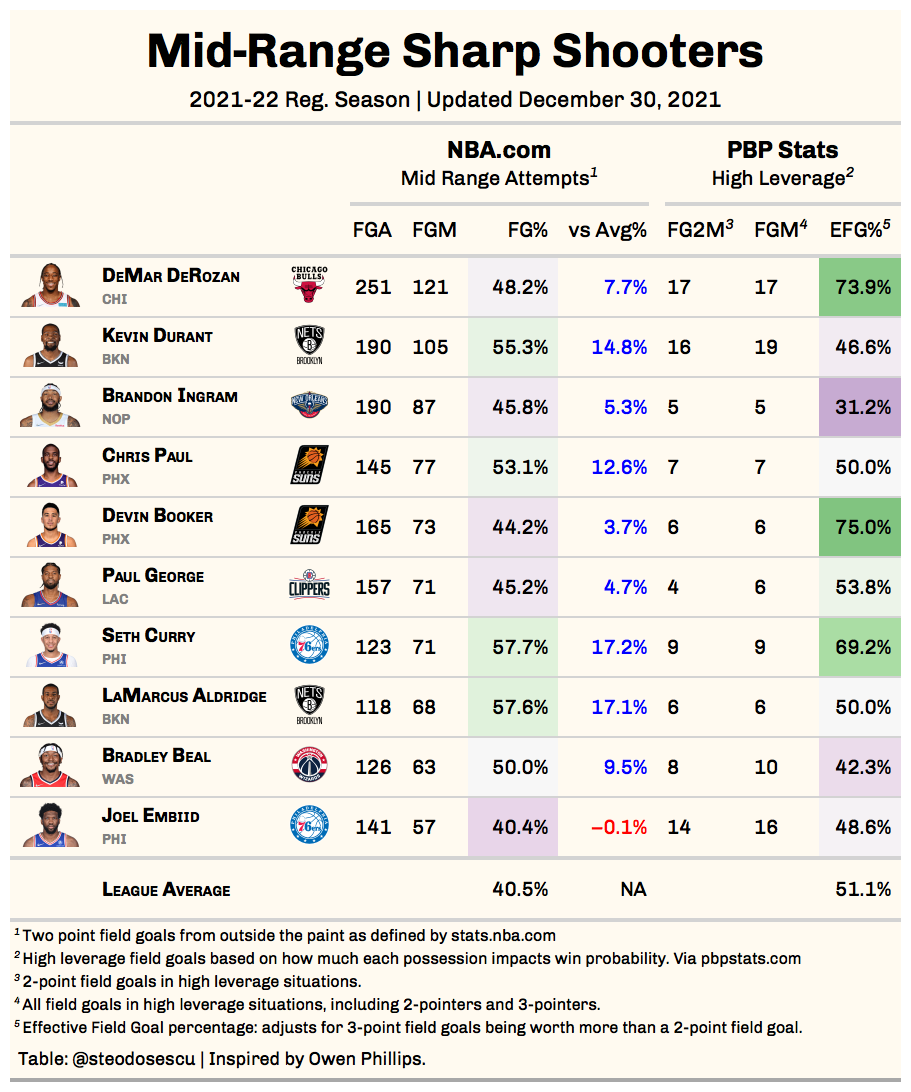 Mid-Range Sharp Shooters
2021-22 Reg. Season | Updated December 30, 2021
NBA.com PBP Stats
Mid Range Attempts1 High Leverage2
FGA FGM FG% vs Avg% FG2M3 FGM4 EFG%5
DeMar DeRozan CHI CHICAGO BULLS 251 121 48.2% 7.7% 17 17 73.9%
Kevin Durant BKN NETS B BROOKLYN 190 105 55.3% 14.8% 16 19 46.6%
Brandon Ingram NOP NEW ORLEANS 190 87 45.8% 5.3% 5 5 31.2%
Chris Paul PHX PHOENIX SUNS 145 77 53.1% 12.6% 7 7 50.0%
Devin Booker PHX PHOENIX SUNS 165 73 44.2% 3.7% 6 6 75.0%
Paul George LAC CLIPPERS 157 71 45.2% 4.7% 4 6 53.8%
Seth Curry PHI PHILADELPHIA 76ers 123 71 57.7% 17.2% 9 9 69.2%
LaMarcus Aldridge BKN NETS B BROOKLYN 118 68 57.6% 17.1% 6 6 50.0%
Bradley Beal WAS WASHINGTON WIZARDS 126 63 50.0% 9.5% 8 10 42.3%
Joel Embiid PHI PHILADELPHIA 76ers 141 57 40.4% −0.1% 14 16 48.6%
League Average 40.5% NA 51.1%
1 Two point field goals from outside the paint as defined by stats.nba.com
2 High leverage field goals based on how much each possession impacts win probability. Via pbpstats.com
3 2-point field goals in high leverage situations.
4 All field goals in high leverage situations, including 2-pointers and 3-pointers.
5 Effective Field Goal percentage: adjusts for 3-point field goals being worth more than a 2-point field goal.
Table: @steodosescu | Inspired by Owen Phillips.